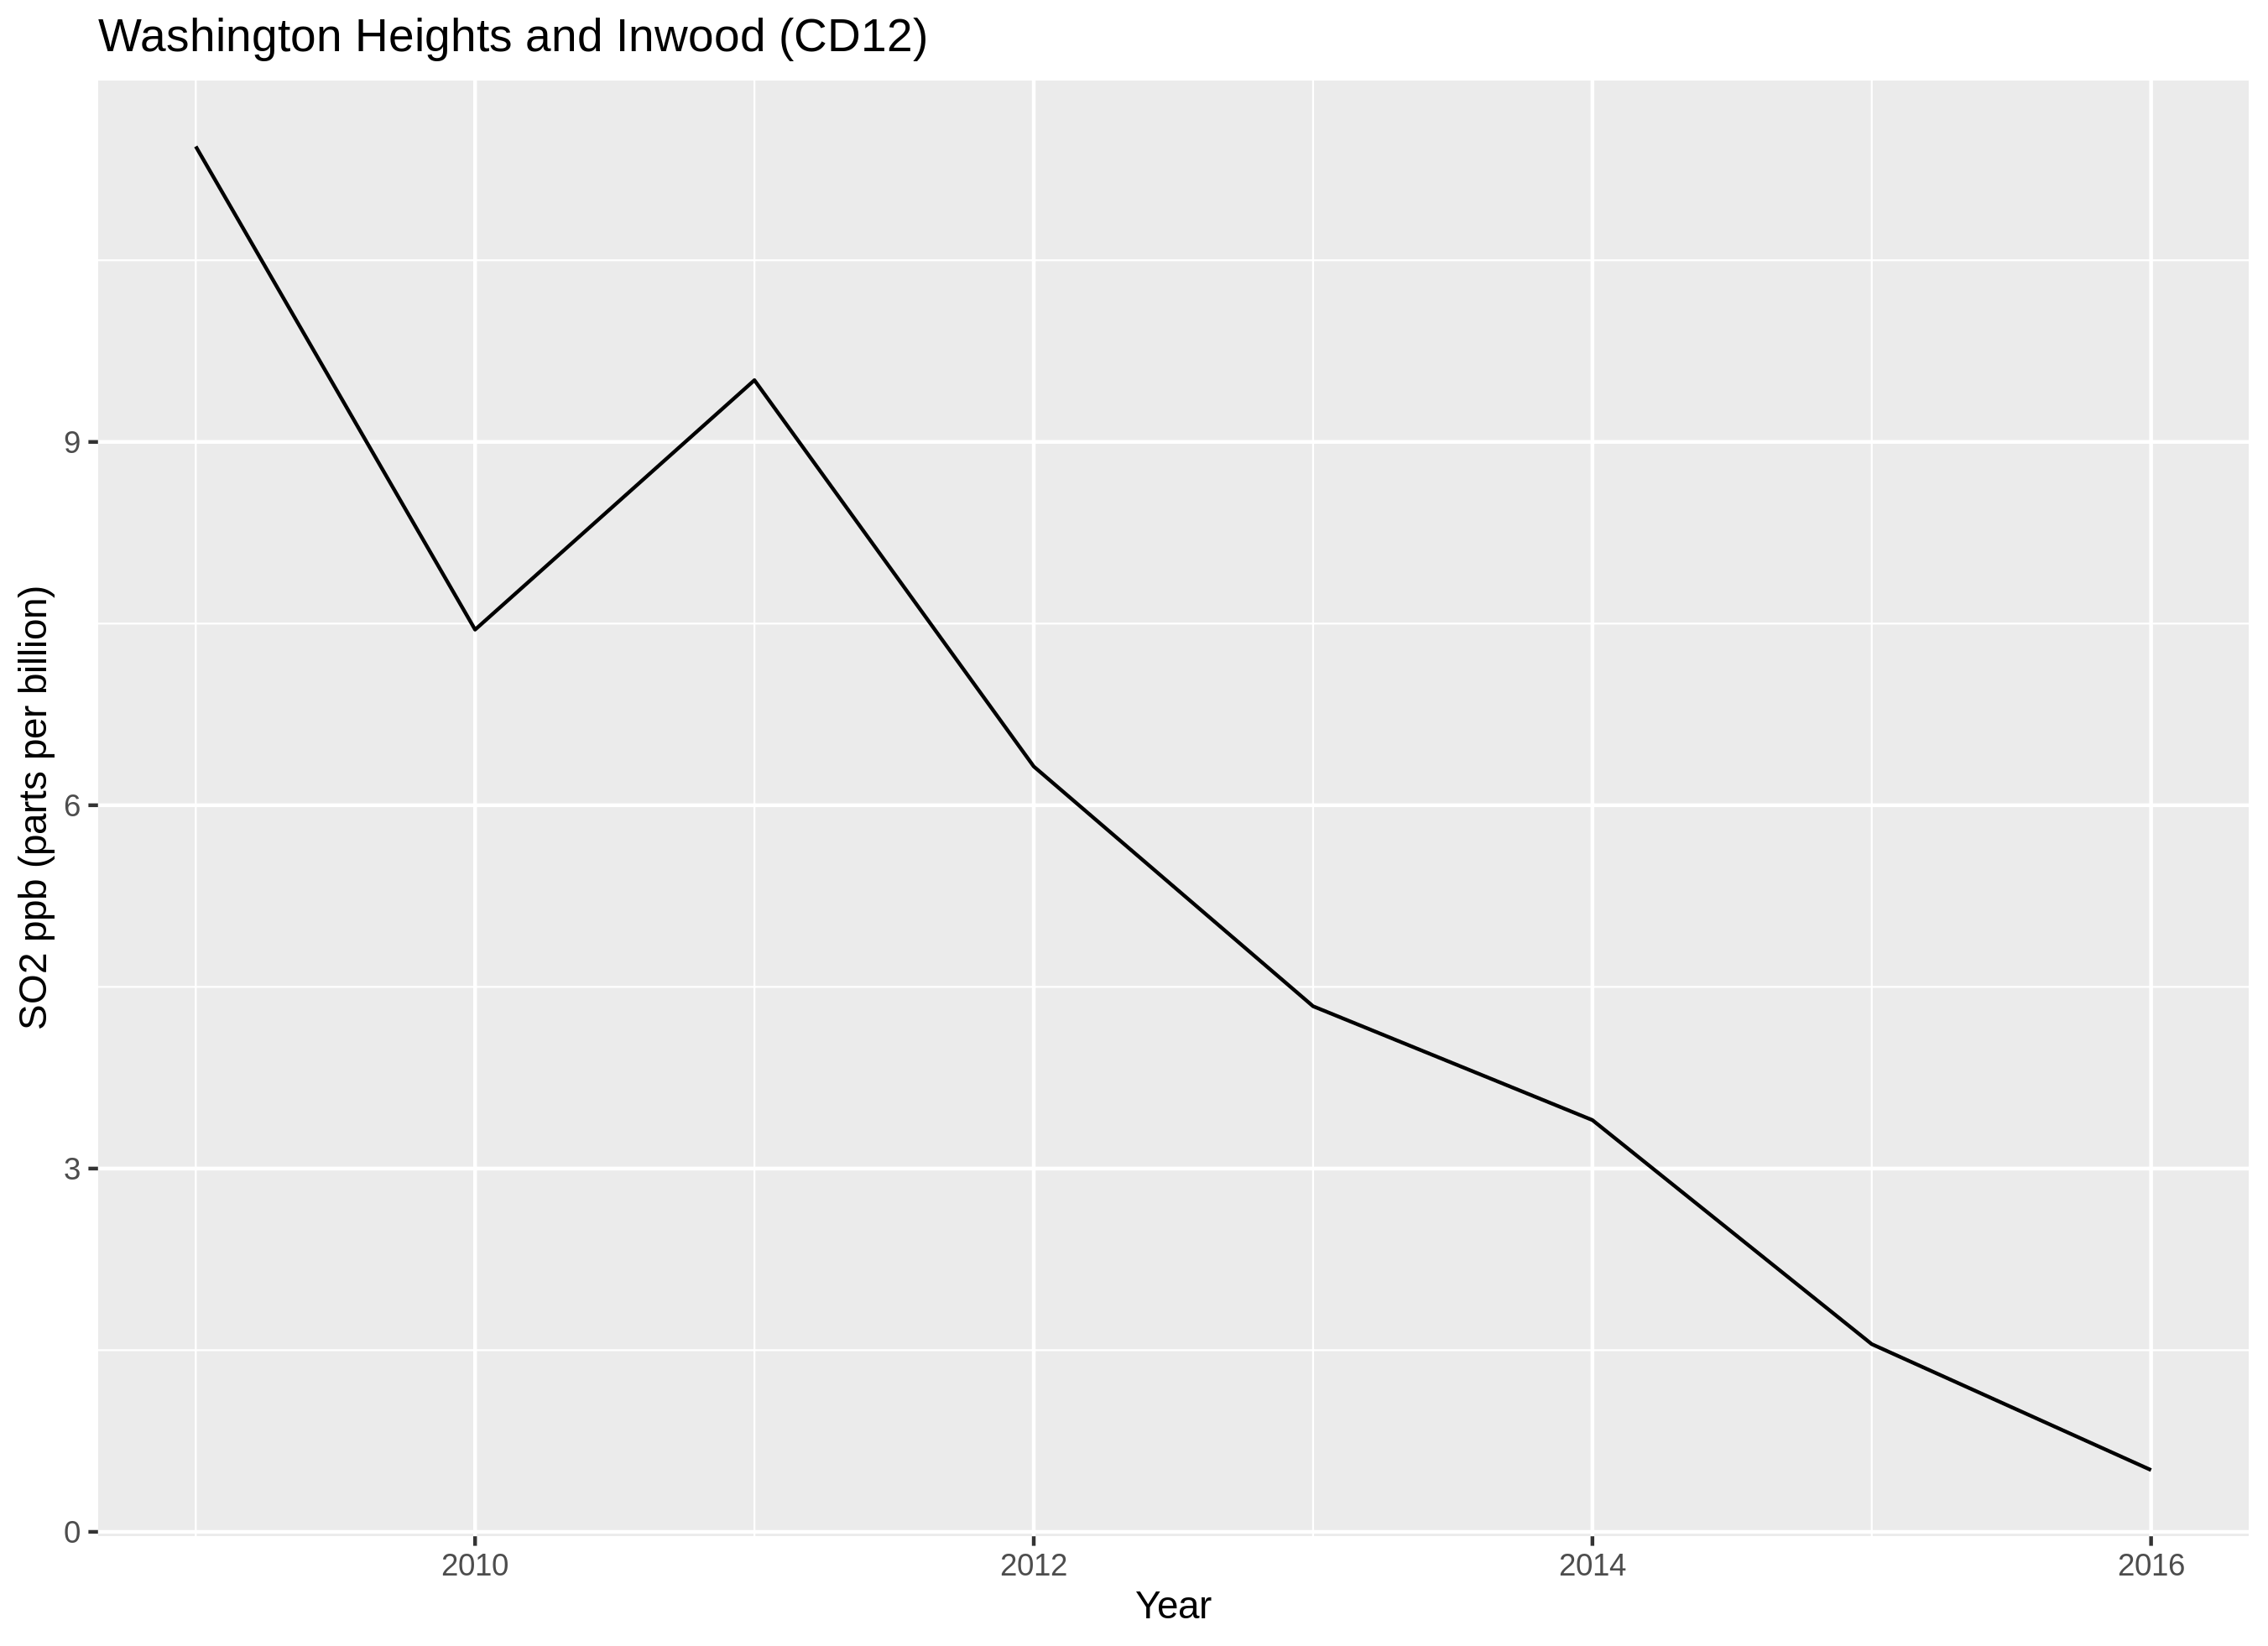 Washington Heights and Inwood (CD12)
SO2 ppb (parts per billion)
9
6
3
0
2010
2012
2014
2016
Year